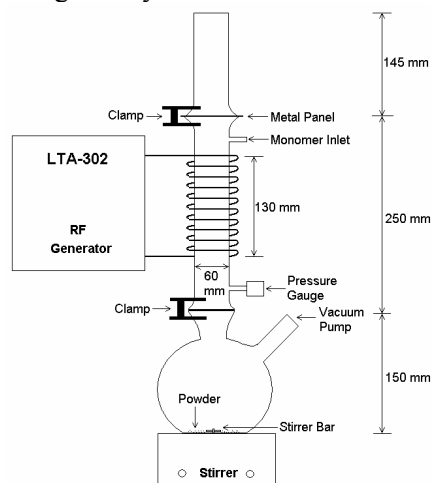 145 mm
Clamp
Metal Panel
Monomer Inlet
LTA-302
RF
Generator
130 mm
250 mm
60
mm
Pressure
Gauge
Clamp
Vacuum
Pump
150 mm
Powder
Stirrer Bar
Stirrer